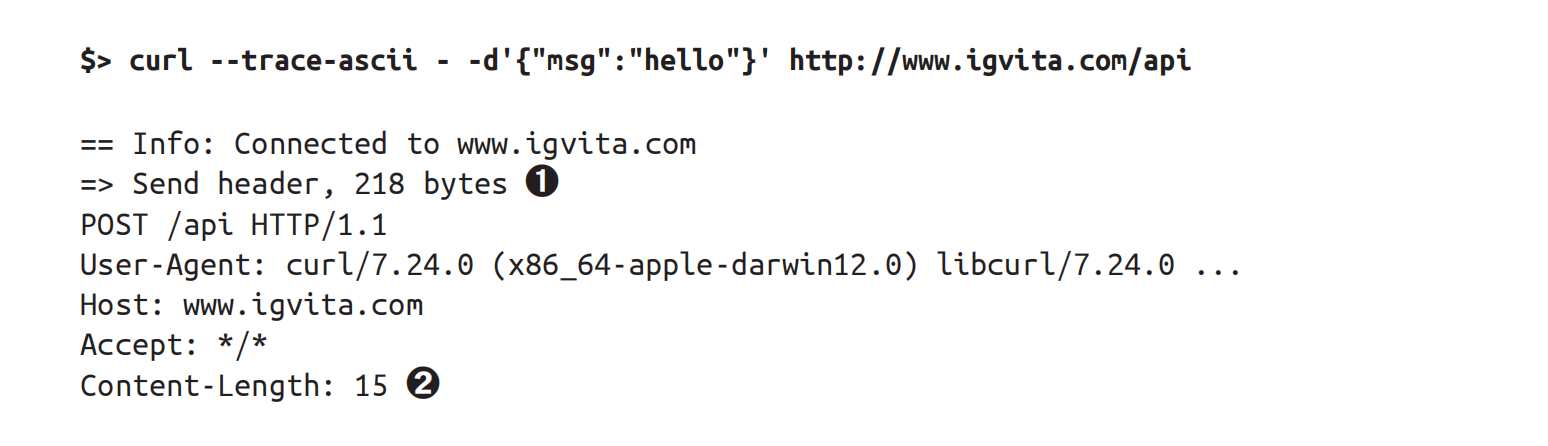 $> curl --trace-ascii - -d'{"msg":"hello"}' http://www.igvita.com/api
== Info: Connected to www.igvita.com
=> Send header, 218 bytes ❶
POST /api HTTP/1.1
User-Agent: curl/7.24.0 (x86_64-apple-darwin12.0) libcurl/7.24.0 ...
Host: www.igvita.com
Accept: */*
Content-Length: 15 ❷